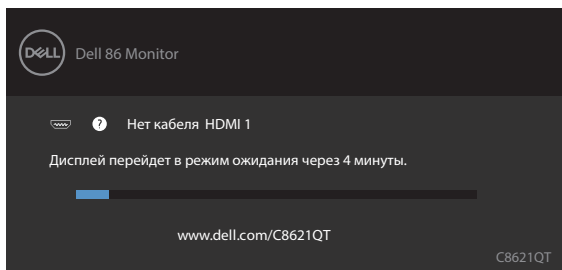 DELL
Dell 86 Monitor
? Нет кабеля HDMI 1
Дисплей перейдет в режим ожидания через 4 минуты.
www.dell.com/C8621QT
C8621QT